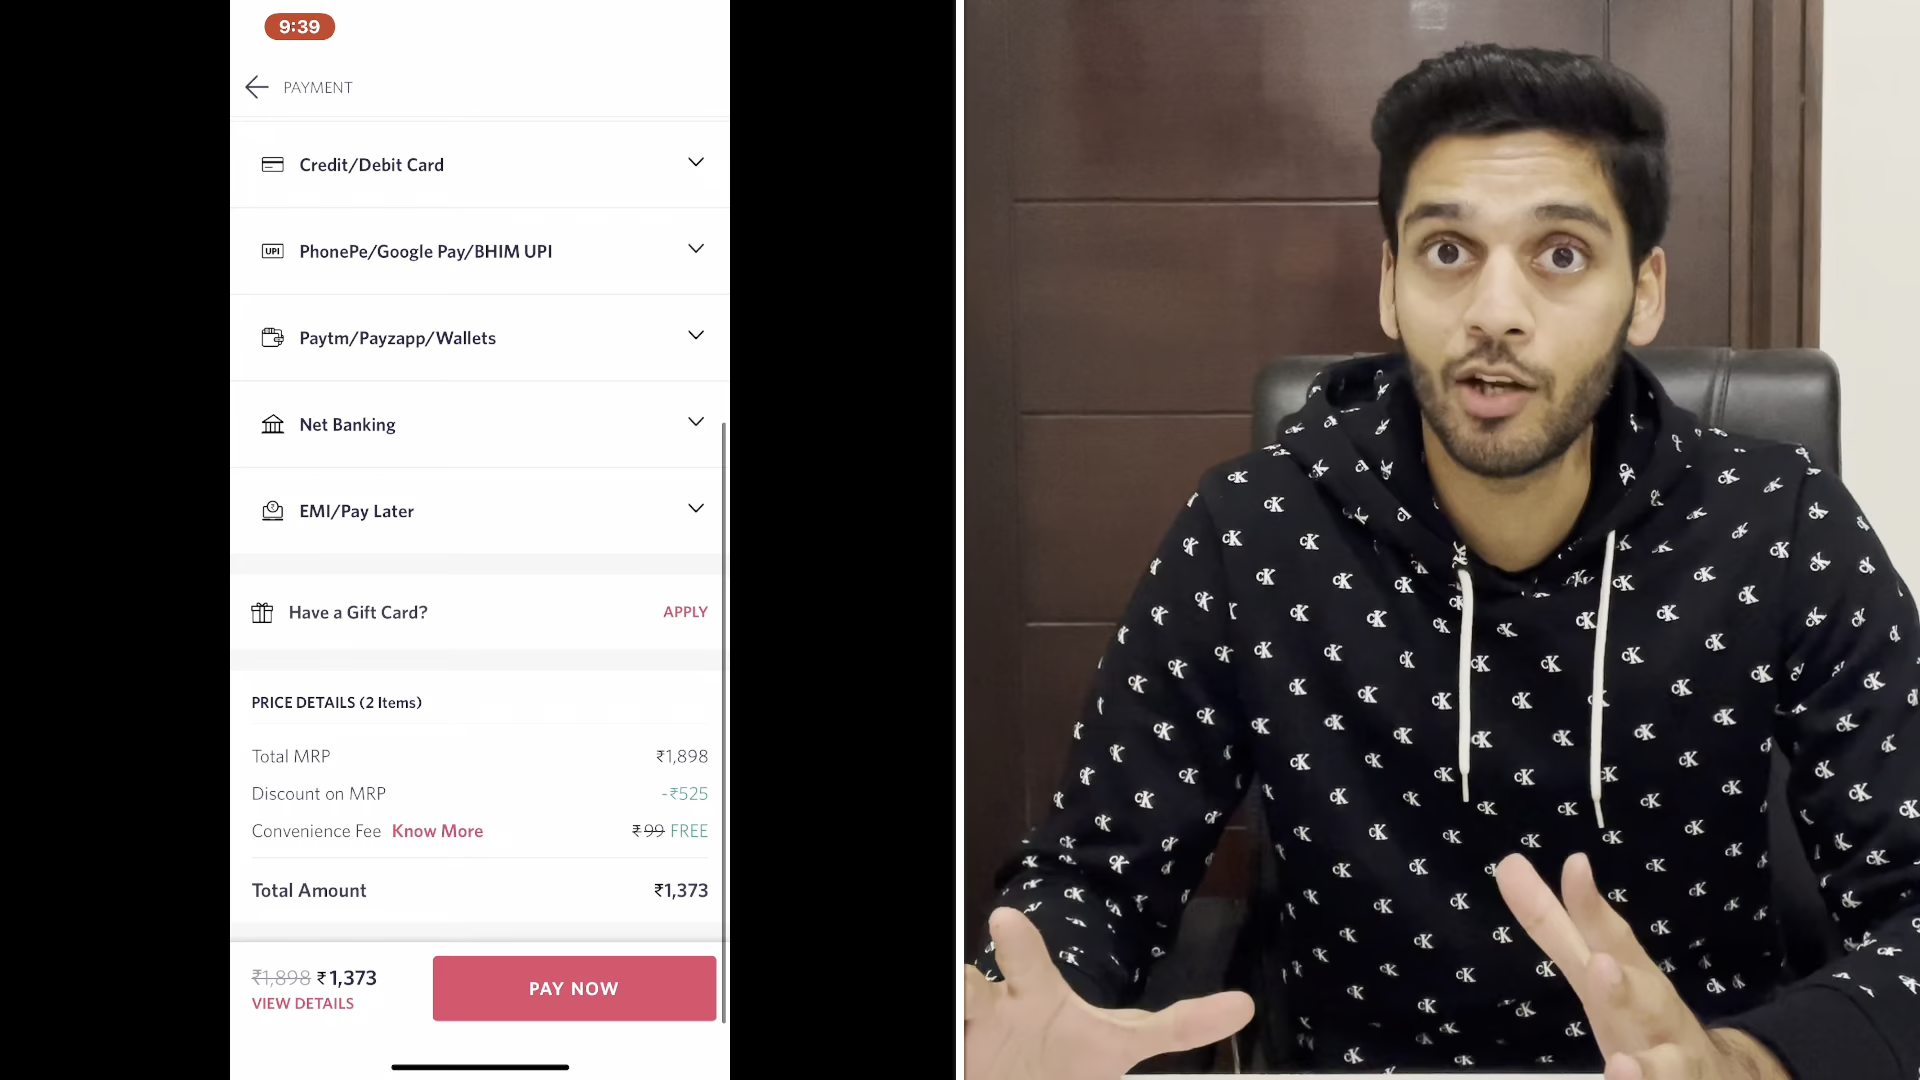 9:39
PAYMENT
Credit/Debit Card
UPI PhonePe/Google Pay/BHIM UPI
Paytm/Payzapp/Wallets
Net Banking
EMI/Pay Later
Have a Gift Card? APPLY
PRICE DETAILS (2 Items)
Total MRP ₹1,898
Discount on MRP -₹525
Convenience Fee Know More ₹99 FREE
Total Amount ₹1,373
₹1,898 ₹1,373
VIEW DETAILS
PAY NOW
cK